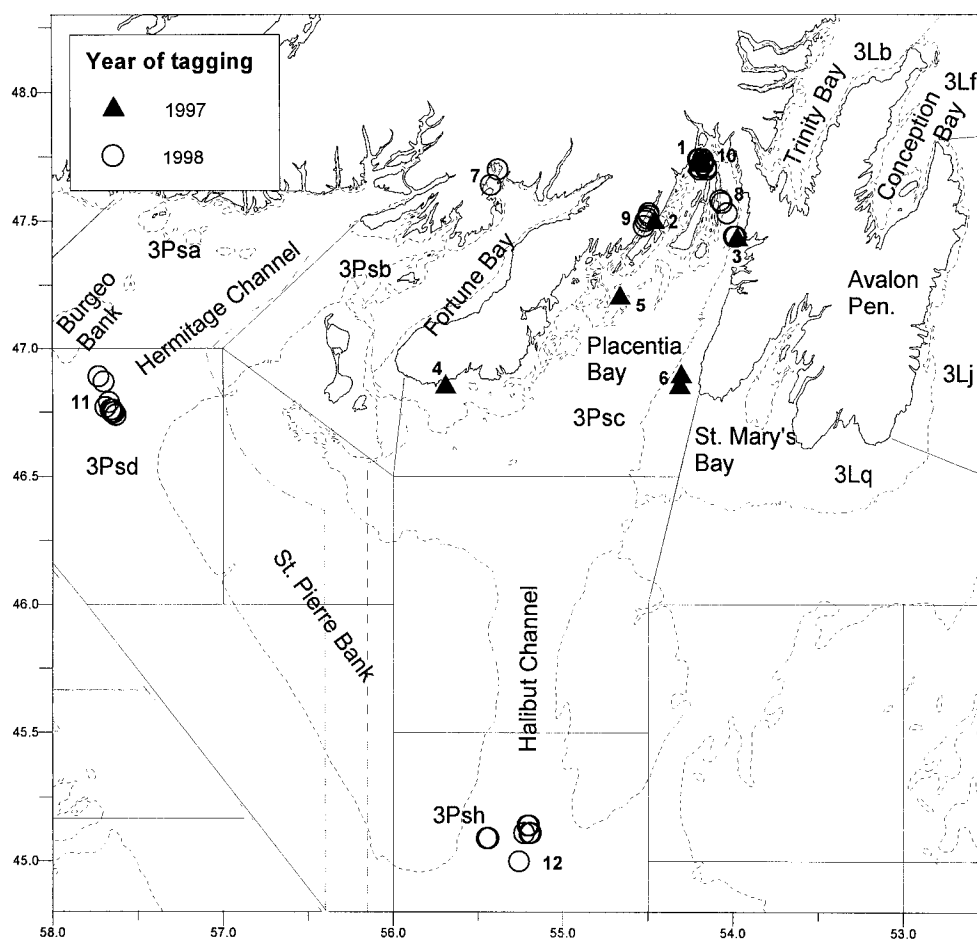 Year of tagging
1997
1998
48.0
47.5
47.0
46.5
46.0
45.5
45.0
58.0
57.0
56.0
55.0
54.0
53.0
3Lb
3Lf
Trinity Bay
Conception
Bay
1
10
7
8
9
2
3
3Psa
Hermitage Channel
3Psb
Fortune Bay
Burgeo
Bank
Avalon
Pen.
5
4
Placentia
Bay
6
3Psc
3Lj
11
3Psd
St. Mary's
Bay
3Lq
St. Pierre Bank
Halibut Channel
3Psh
12